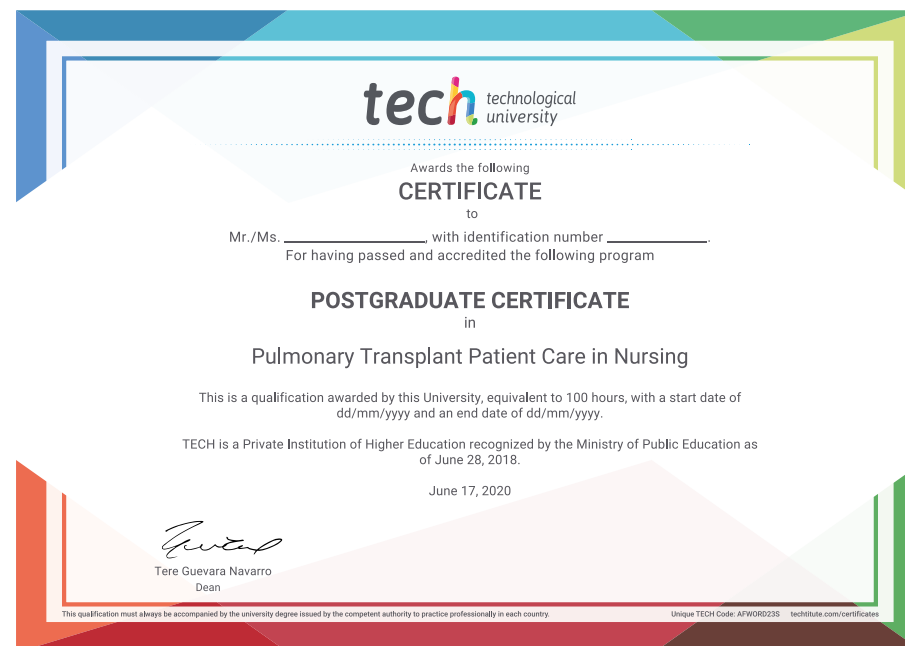 tech technological
university
Awards the following
CERTIFICATE
to
Mr./Ms. ____________________, with identification number ______________.
For having passed and accredited the following program
POSTGRADUATE CERTIFICATE
in
Pulmonary Transplant Patient Care in Nursing
This is a qualification awarded by this University, equivalent to 100 hours, with a start date of
dd/mm/yyyy and an end date of dd/mm/yyyy.
TECH is a Private Institution of Higher Education recognized by the Ministry of Public Education as
of June 28, 2018.
June 17, 2020
Tere Guevara Navarro
Dean
This qualification must always be accompanied by the university degree issued by the competent authority to practice professionally in each country. Unique TECH Code: AFWORD23S techtitute.com/certificates